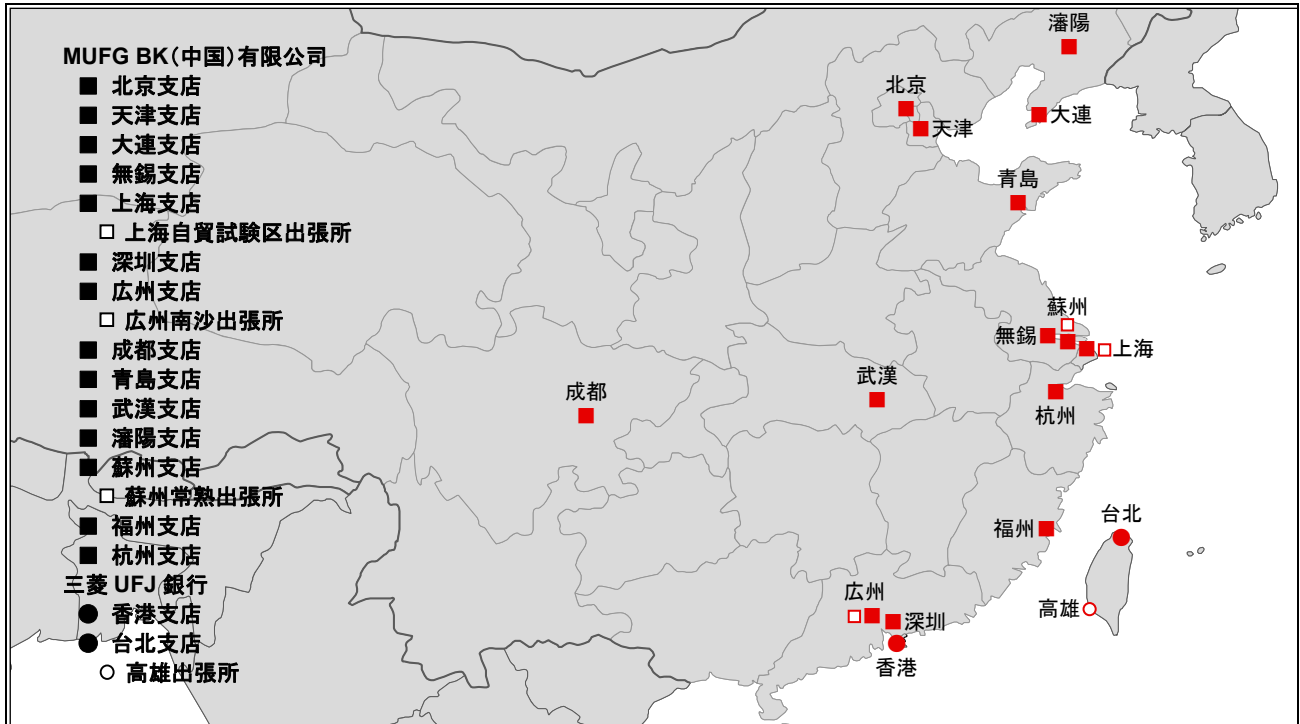 MUFG BK(中国)有限公司
■ 北京支店
■ 天津支店
■ 大連支店
■ 無錫支店
■ 上海支店
□ 上海自貿試験区出張所
■ 深圳支店
■ 広州支店
□ 広州南沙出張所
■ 成都支店
■ 青島支店
■ 武漢支店
■ 瀋陽支店
■ 蘇州支店
□ 蘇州常熟出張所
■ 福州支店
■ 杭州支店
三菱 UFJ 銀行
● 香港支店
● 台北支店
○ 高雄出張所
瀋陽
北京
大連
天津
青島
蘇州
無錫
上海
成都
武漢
杭州
福州
台北
広州
高雄
深圳
香港